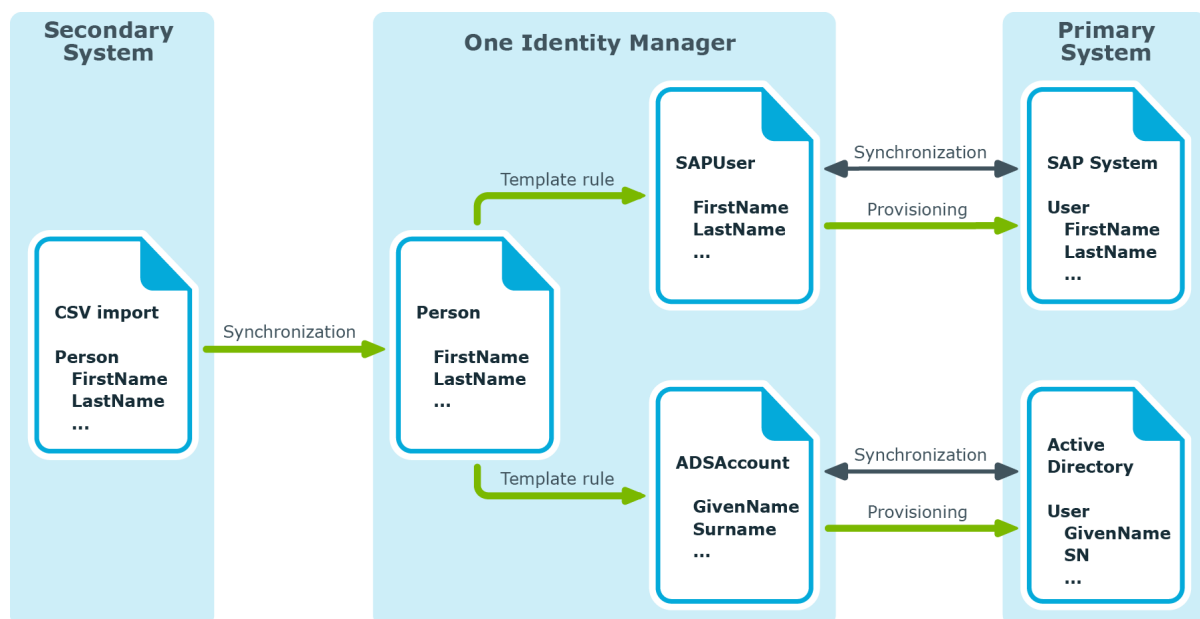 Secondary
System
One Identity Manager
Primary
System
CSV import
Person
FirstName
LastName
...
Synchronization
Person
FirstName
LastName
...
Template rule
Template rule
SAPUser
FirstName
LastName
...
Synchronization
Provisioning
SAP System
User
FirstName
LastName
...
ADSAccount
GivenName
Surname
...
Synchronization
Provisioning
Active
Directory
User
GivenName
SN
...